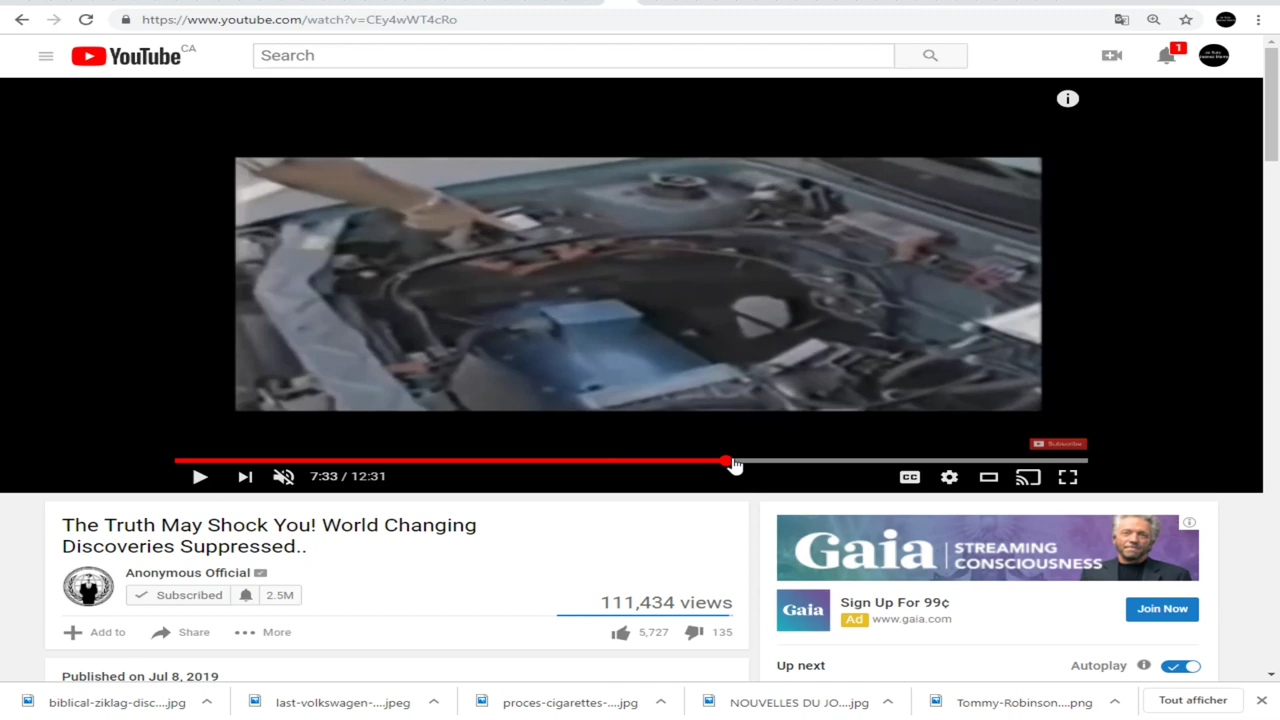 https://www.youtube.com/watch?v=CEy4wWT4cRo
YouTube CA
Search
1
i
Subscribe
7:33 / 12:31
CC
The Truth May Shock You! World Changing
Discoveries Suppressed..
Anonymous Official
Subscribed 2.5M
111,434 views
Add to Share More 5,727 135
Published on Jul 8, 2019
Gaia STREAMING
CONSCIOUSNESS
Gaia
Sign Up For 99¢
Ad www.gaia.com
Join Now
Up next Autoplay
biblical-ziklag-disc....jpg last-volkswagen-....jpeg proces-cigarettes-....jpg NOUVELLES DU JO....jpg Tommy-Robinson....png Tout afficher